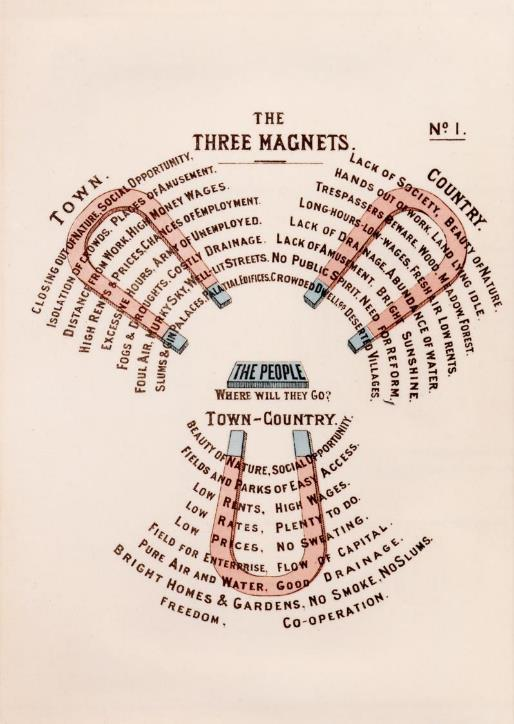 THE
THREE MAGNETS.
Nº 1.
TOWN.
CLOSING OUT OF NATURE. SOCIAL OPPORTUNITY.
ISOLATION OF CROWDS. PLACES OF AMUSEMENT.
DISTANCE FROM WORK. HIGH MONEY WAGES.
HIGH RENTS & PRICES. CHANCES OF EMPLOYMENT.
EXCESSIVE HOURS. ARMY OF UNEMPLOYED.
FOGS & DROUGHTS. COSTLY DRAINAGE.
FOUL AIR. MURKY SKY. WELL-LIT STREETS.
SLUMS & GIN PALACES. PALATIAL EDIFICES.
COUNTRY.
LACK OF SOCIETY. BEAUTY OF NATURE.
HANDS OUT OF WORK. LAND LYING IDLE.
TRESPASSERS BEWARE. WOOD, MEADOW, FOREST.
LONG HOURS. LOW WAGES. FRESH AIR. LOW RENTS.
LACK OF DRAINAGE. ABUNDANCE OF WATER.
LACK OF AMUSEMENT. BRIGHT SUNSHINE.
NO PUBLIC SPIRIT. NEED FOR REFORM.
CROWDED DWELLINGS. DESERTED VILLAGES.
THE PEOPLE
WHERE WILL THEY GO?
TOWN-COUNTRY.
BEAUTY OF NATURE, SOCIAL OPPORTUNITY.
FIELDS AND PARKS OF EASY ACCESS.
LOW RENTS, HIGH WAGES.
LOW RATES, PLENTY TO DO.
LOW PRICES, NO SWEATING.
FIELD FOR ENTERPRISE, FLOW OF CAPITAL.
PURE AIR AND WATER, GOOD DRAINAGE.
BRIGHT HOMES & GARDENS, NO SMOKE, NO SLUMS.
FREEDOM. CO-OPERATION.